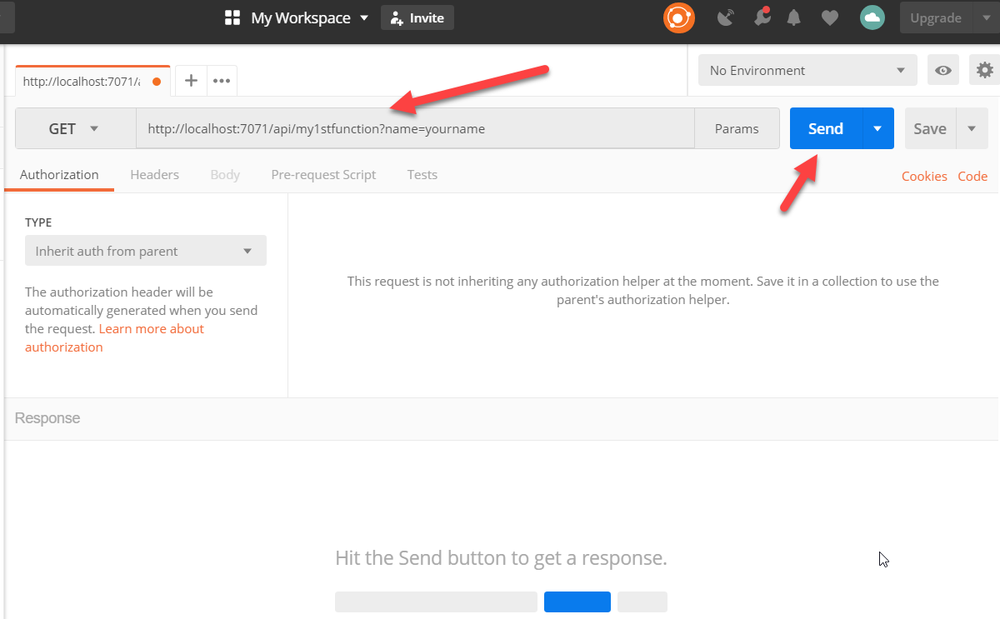 My Workspace Invite Upgrade
http://localhost:7071/a No Environment
GET http://localhost:7071/api/my1stfunction?name=yourname Params Send Save
Authorization Headers Body Pre-request Script Tests Cookies Code
TYPE
Inherit auth from parent
The authorization header will be
automatically generated when you send
the request. Learn more about
authorization
This request is not inheriting any authorization helper at the moment. Save it in a collection to use the
parent's authorization helper.
Response
Hit the Send button to get a response.